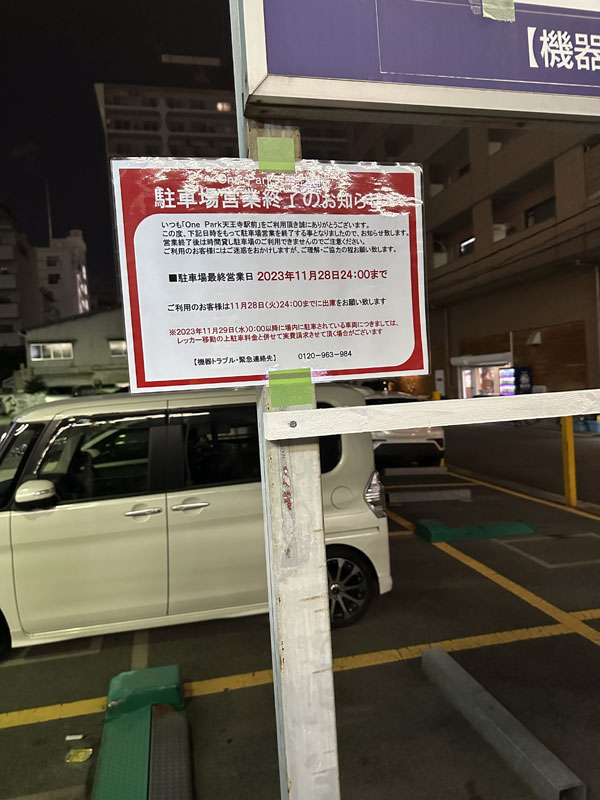 【機器
駐車場営業終了のお知らせ
いつも「One Park天王寺駅前」をご利用頂き誠にありがとうございます。
この度、下記日時をもって駐車場営業を終了する事となりましたので、お知らせ致します。
営業終了後は時間貸し駐車場のご利用できませんのでご注意ください。
ご利用のお客様にはご迷惑をおかけしますが、ご理解・ご協力の程お願い致します。
■駐車場最終営業日 2023年11月28日24:00まで
ご利用のお客様は11月28日(火)24:00までに出庫をお願い致します
※2023年11月29日(水)0:00以降に場内に駐車されている車両につきましては、
レッカー移動の上駐車料金と併せて実費請求させて頂く場合がございます
【機器トラブル・緊急連絡先】 0120-963-984